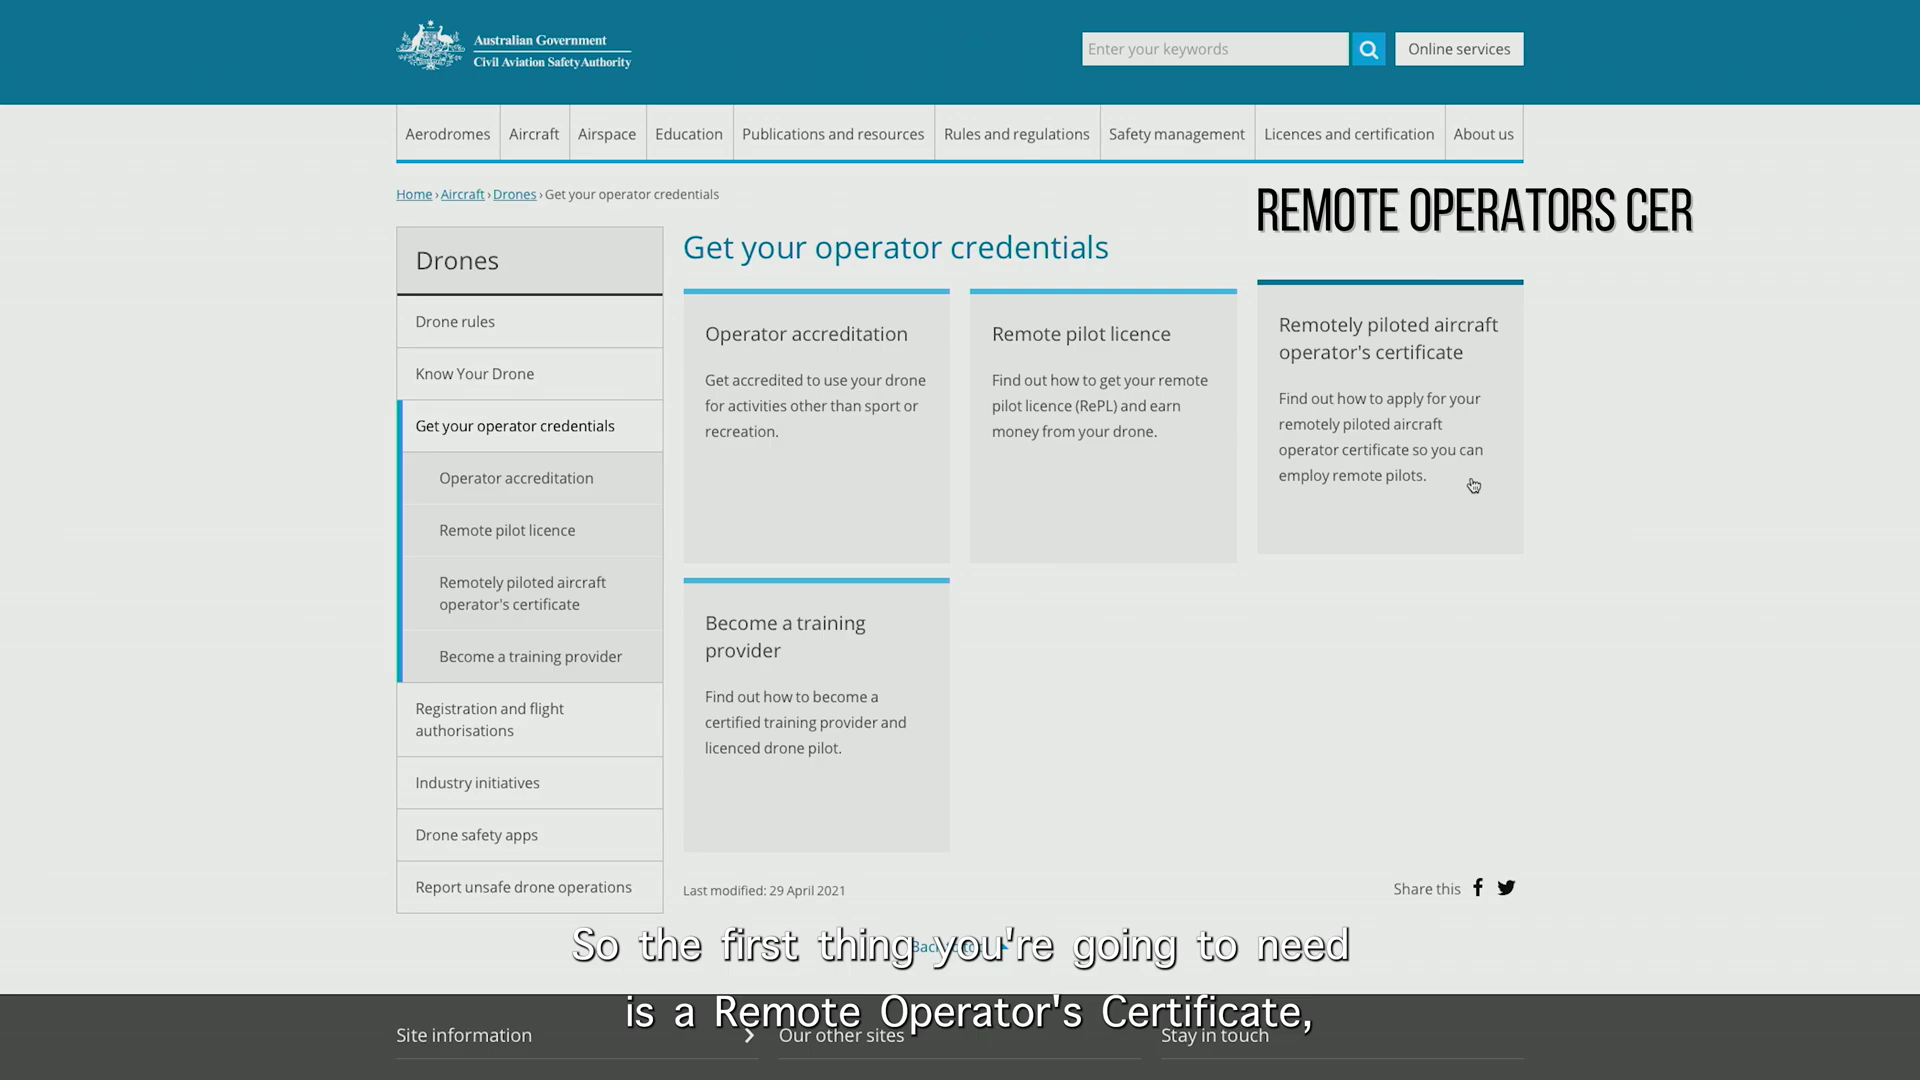 Australian Government
Civil Aviation Safety Authority
Enter your keywords
Online services
Aerodromes
Aircraft
Airspace
Education
Publications and resources
Rules and regulations
Safety management
Licences and certification
About us
Home › Aircraft › Drones › Get your operator credentials
REMOTE OPERATORS CER
Drones
Drone rules
Know Your Drone
Get your operator credentials
Operator accreditation
Remote pilot licence
Remotely piloted aircraft
operator's certificate
Become a training provider
Registration and flight
authorisations
Industry initiatives
Drone safety apps
Report unsafe drone operations
Get your operator credentials
Operator accreditation
Get accredited to use your drone
for activities other than sport or
recreation.
Remote pilot licence
Find out how to get your remote
pilot licence (RePL) and earn
money from your drone.
Remotely piloted aircraft
operator's certificate
Find out how to apply for your
remotely piloted aircraft
operator certificate so you can
employ remote pilots.
Become a training
provider
Find out how to become a
certified training provider and
licenced drone pilot.
Last modified: 29 April 2021
Share this
So the first thing you're going to need
is a Remote Operator's Certificate,
Site information
Our other sites
Stay in touch